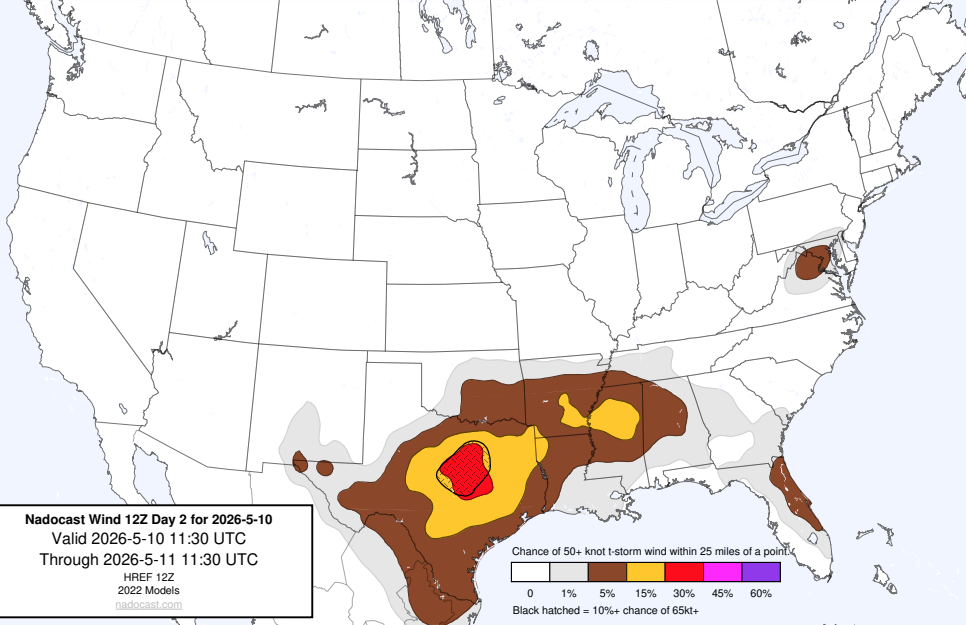 Nadocast Wind 12Z Day 2 for 2026-5-10
Valid 2026-5-10 11:30 UTC
Through 2026-5-11 11:30 UTC
HREF 12Z
2022 Models
nadocast.com
Chance of 50+ knot t-storm wind within 25 miles of a point.
0 1% 5% 15% 30% 45% 60%
Black hatched = 10%+ chance of 65kt+